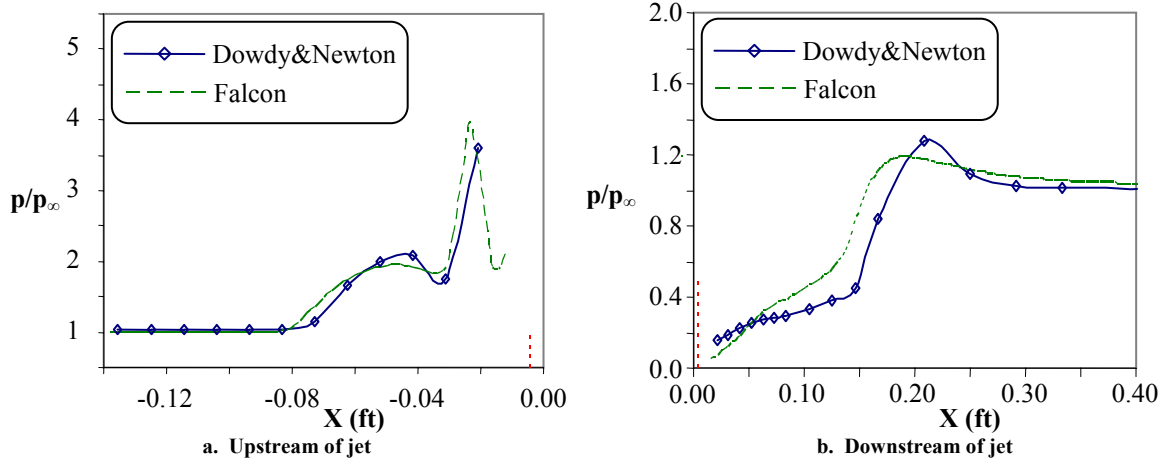 5
4
3
2
1
p/p∞
Dowdy&Newton
Falcon
-0.12
-0.08
-0.04
0.00
X (ft)
a. Upstream of jet
2.0
1.6
1.2
0.8
0.4
0.0
p/p∞
Dowdy&Newton
Falcon
0.00
0.10
0.20
0.30
0.40
X (ft)
b. Downstream of jet